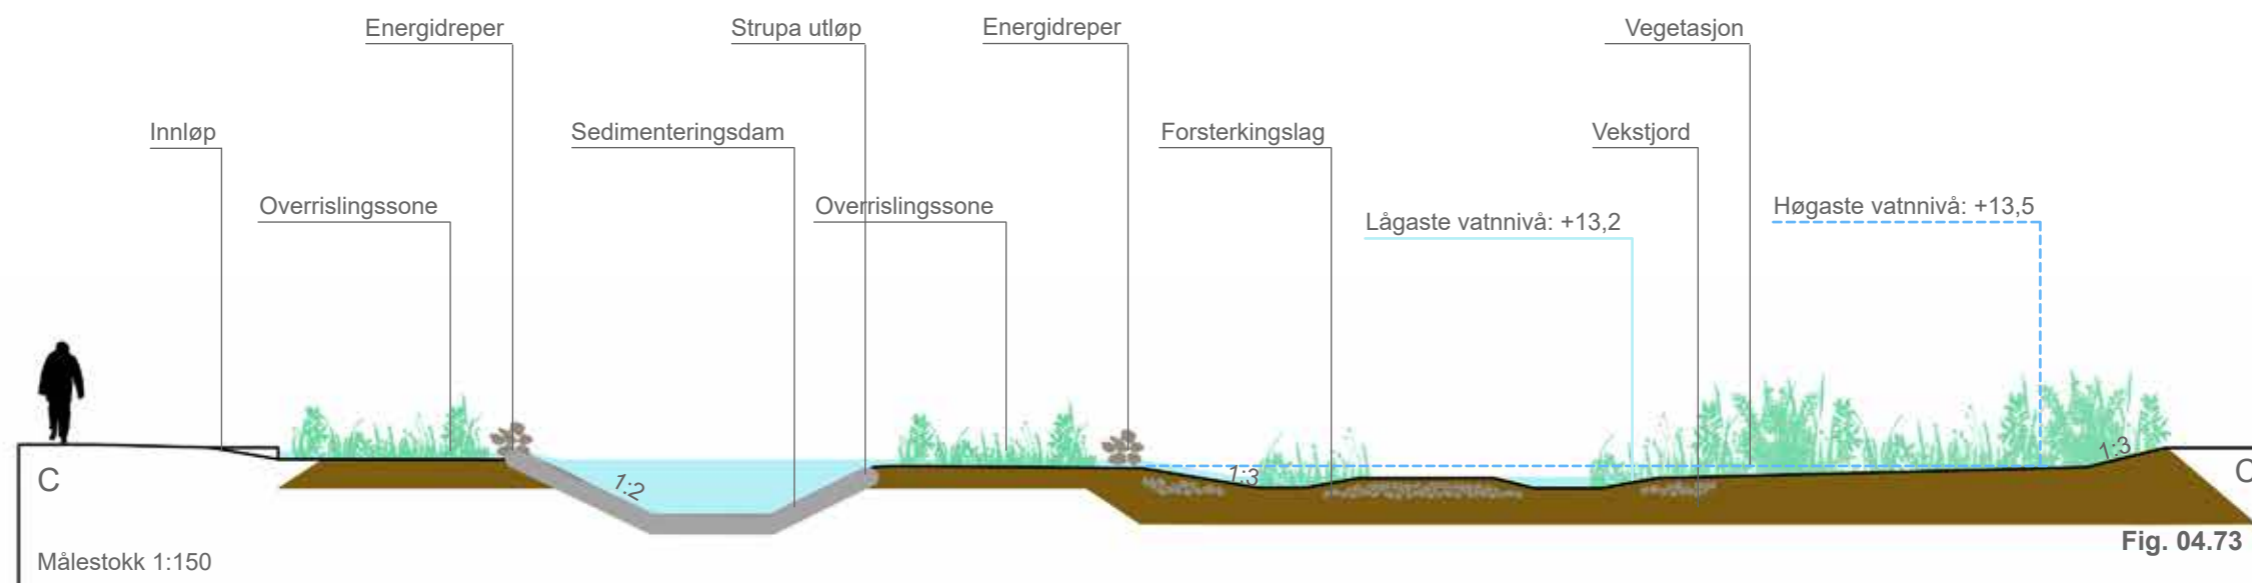 Energidreper
Strupa utløp
Energidreper
Vegetasjon
Innløp
Sedimenteringsdam
Forsterkingslag
Vekstjord
Overrislingssone
Overrislingssone
Lågaste vatnnivå: +13,2
Høgaste vatnnivå: +13,5
1:2
1:3
1:3
C
C
Målestokk 1:150
Fig. 04.73